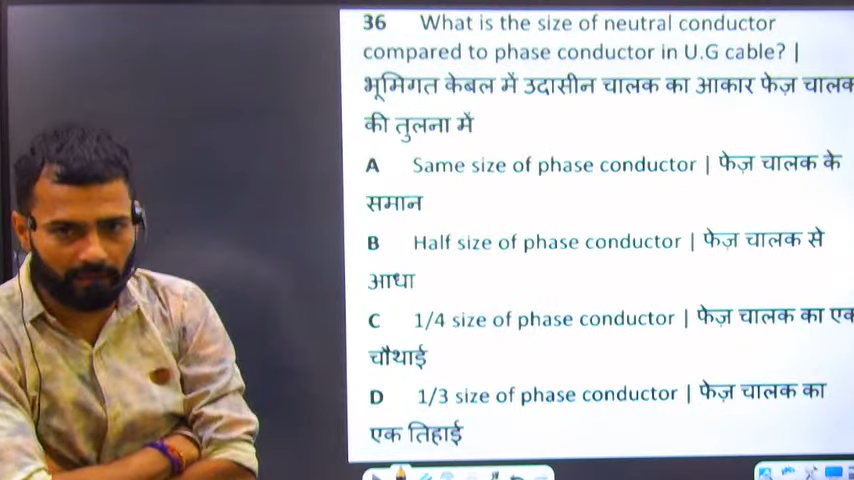 36 What is the size of neutral conductor
compared to phase conductor in U.G cable? |
भूमिगत केबल में उदासीन चालक का आकार फेज़ चालक
की तुलना में
A Same size of phase conductor | फेज़ चालक के
समान
B Half size of phase conductor | फेज़ चालक से
आधा
C 1/4 size of phase conductor | फेज़ चालक का एक
चौथाई
D 1/3 size of phase conductor | फेज़ चालक का
एक तिहाई